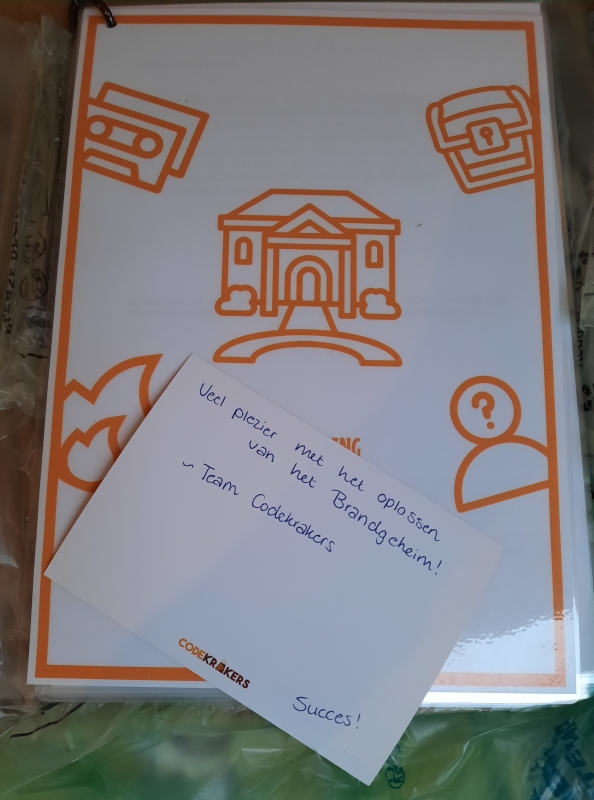 ?
Veel plezier met het oplossen
van het Brandgeheim!
~ Team Codekrakers
CODEKRAKERS
Succes!